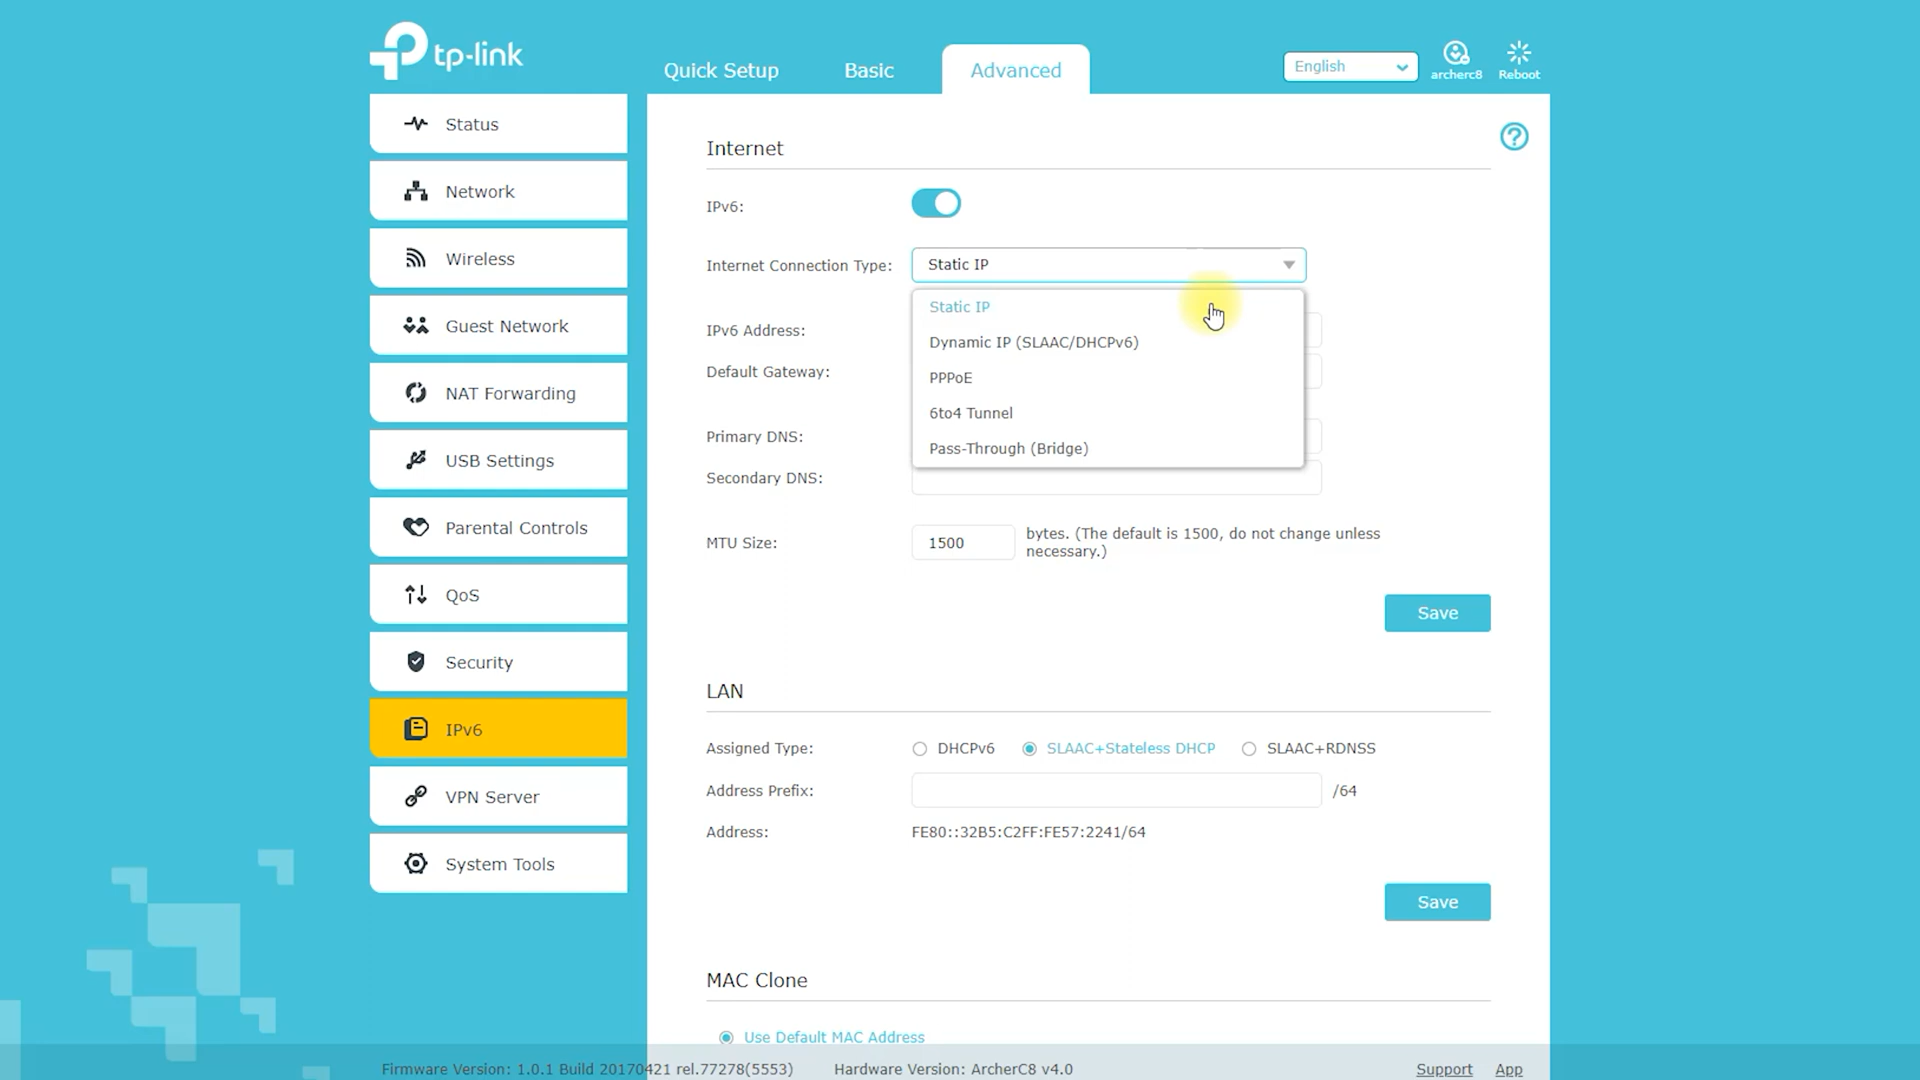 tp-link
Quick Setup
Basic
Advanced
English
archerc8
Reboot
Status
Network
Wireless
Guest Network
NAT Forwarding
USB Settings
Parental Controls
QoS
Security
IPv6
VPN Server
System Tools
Internet
IPv6:
Internet Connection Type: Static IP
Static IP
Dynamic IP (SLAAC/DHCPv6)
PPPoE
6to4 Tunnel
Pass-Through (Bridge)
IPv6 Address:
Default Gateway:
Primary DNS:
Secondary DNS:
MTU Size: 1500 bytes. (The default is 1500, do not change unless
necessary.)
Save
LAN
Assigned Type: DHCPv6 SLAAC+Stateless DHCP SLAAC+RDNSS
Address Prefix: /64
Address: FE80::32B5:C2FF:FE57:2241/64
Save
MAC Clone
Use Default MAC Address
Firmware Version: 1.0.1 Build 20170421 rel.77278(5553) Hardware Version: ArcherC8 v4.0 Support App